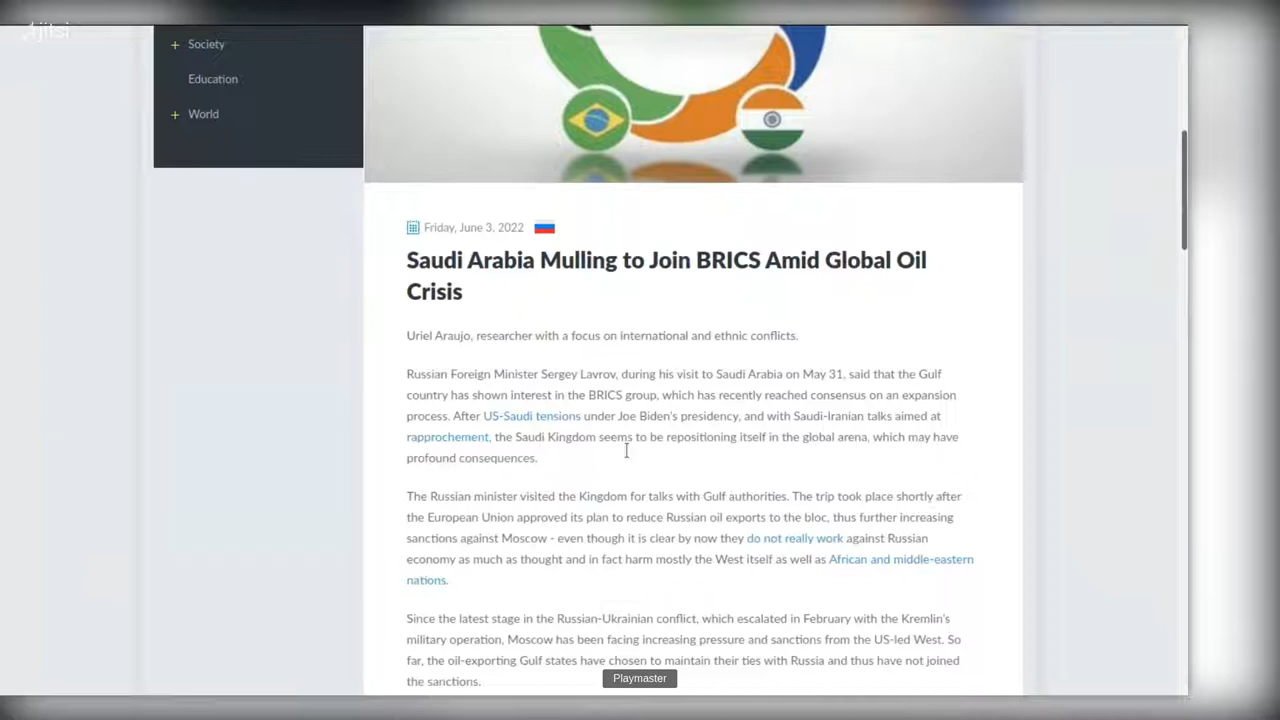 jitsi
Society
Education
World
Friday, June 3, 2022
Saudi Arabia Mulling to Join BRICS Amid Global Oil
Crisis
Uriel Araujo, researcher with a focus on international and ethnic conflicts.
Russian Foreign Minister Sergey Lavrov, during his visit to Saudi Arabia on May 31, said that the Gulf
country has shown interest in the BRICS group, which has recently reached consensus on an expansion
process. After US-Saudi tensions under Joe Biden's presidency, and with Saudi-Iranian talks aimed at
rapprochement, the Saudi Kingdom seems to be repositioning itself in the global arena, which may have
profound consequences.
The Russian minister visited the Kingdom for talks with Gulf authorities. The trip took place shortly after
the European Union approved its plan to reduce Russian oil exports to the bloc, thus further increasing
sanctions against Moscow - even though it is clear by now they do not really work against Russian
economy as much as thought and in fact harm mostly the West itself as well as African and middle-eastern
nations.
Since the latest stage in the Russian-Ukrainian conflict, which escalated in February with the Kremlin's
military operation, Moscow has been facing increasing pressure and sanctions from the US-led West. So
far, the oil-exporting Gulf states have chosen to maintain their ties with Russia and thus have not joined
the sanctions.
Playmaster